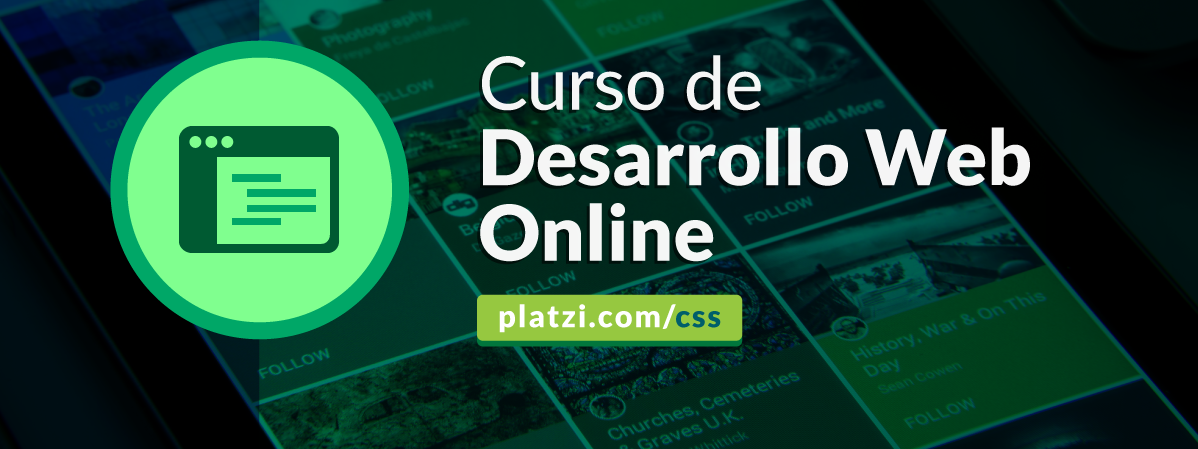 Curso de
Desarrollo Web
Online
platzi.com/css
Photography
FOLLOW
FOLLOW
and More
FOLLOW
FOLLOW
FOLLOW
History, War & On This
Day
Sean Cowen
FOLLOW
Churches, Cemeteries
& Graves U.K.
Whittick